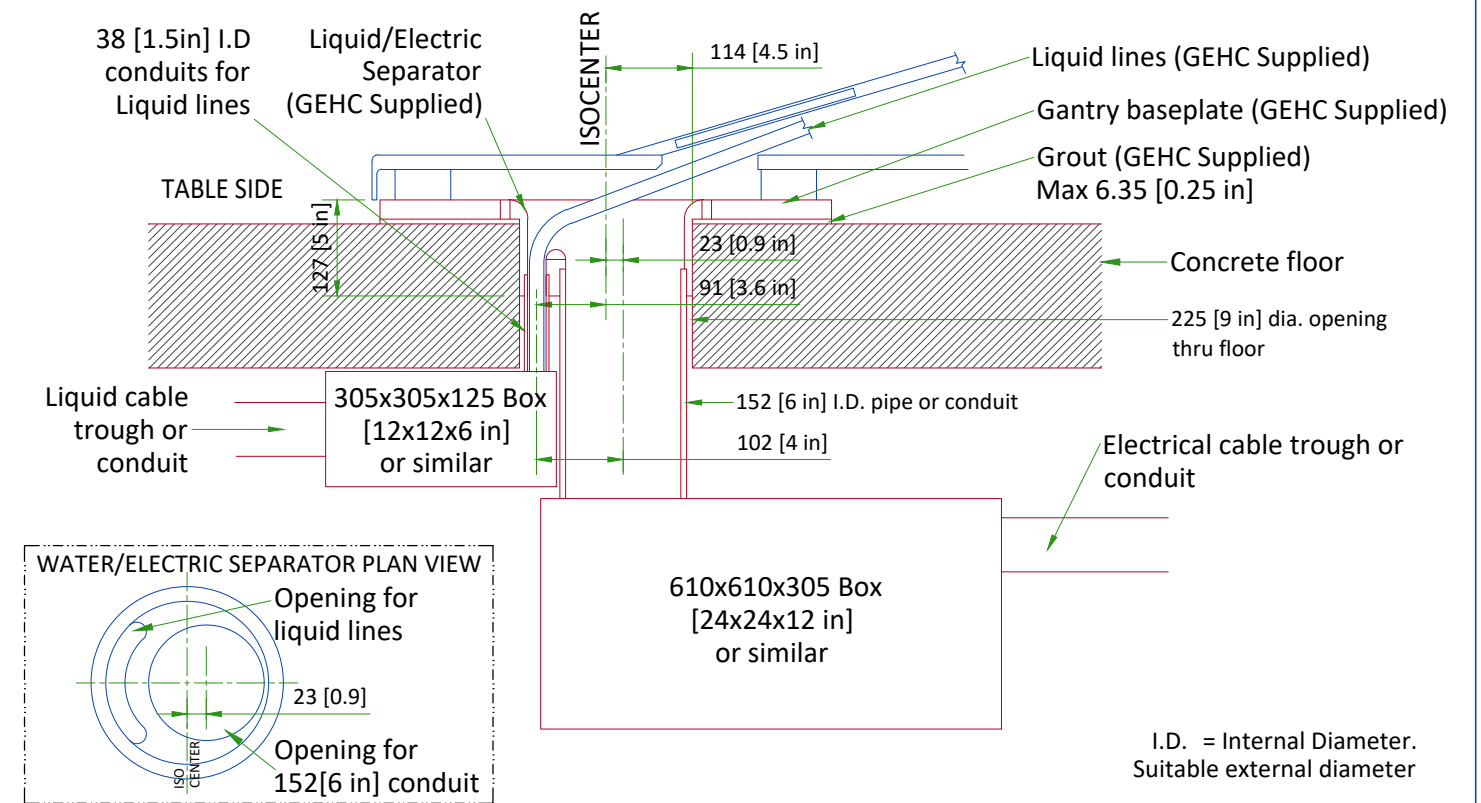 38 [1.5in] I.D
conduits for
Liquid lines
Liquid/Electric
Separator
(GEHC Supplied)
ISOCENTER
114 [4.5 in]
Liquid lines (GEHC Supplied)
Gantry baseplate (GEHC Supplied)
Grout (GEHC Supplied)
Max 6.35 [0.25 in]
TABLE SIDE
127 [5 in]
23 [0.9 in]
91 [3.6 in]
Concrete floor
225 [9 in] dia. opening
thru floor
Liquid cable
trough or
conduit
305x305x125 Box
[12x12x6 in]
or similar
152 [6 in] I.D. pipe or conduit
102 [4 in]
Electrical cable trough or
conduit
610x610x305 Box
[24x24x12 in]
or similar
WATER/ELECTRIC SEPARATOR PLAN VIEW
Opening for
liquid lines
23 [0.9]
ISO
CENTER
Opening for
152[6 in] conduit
I.D. = Internal Diameter.
Suitable external diameter